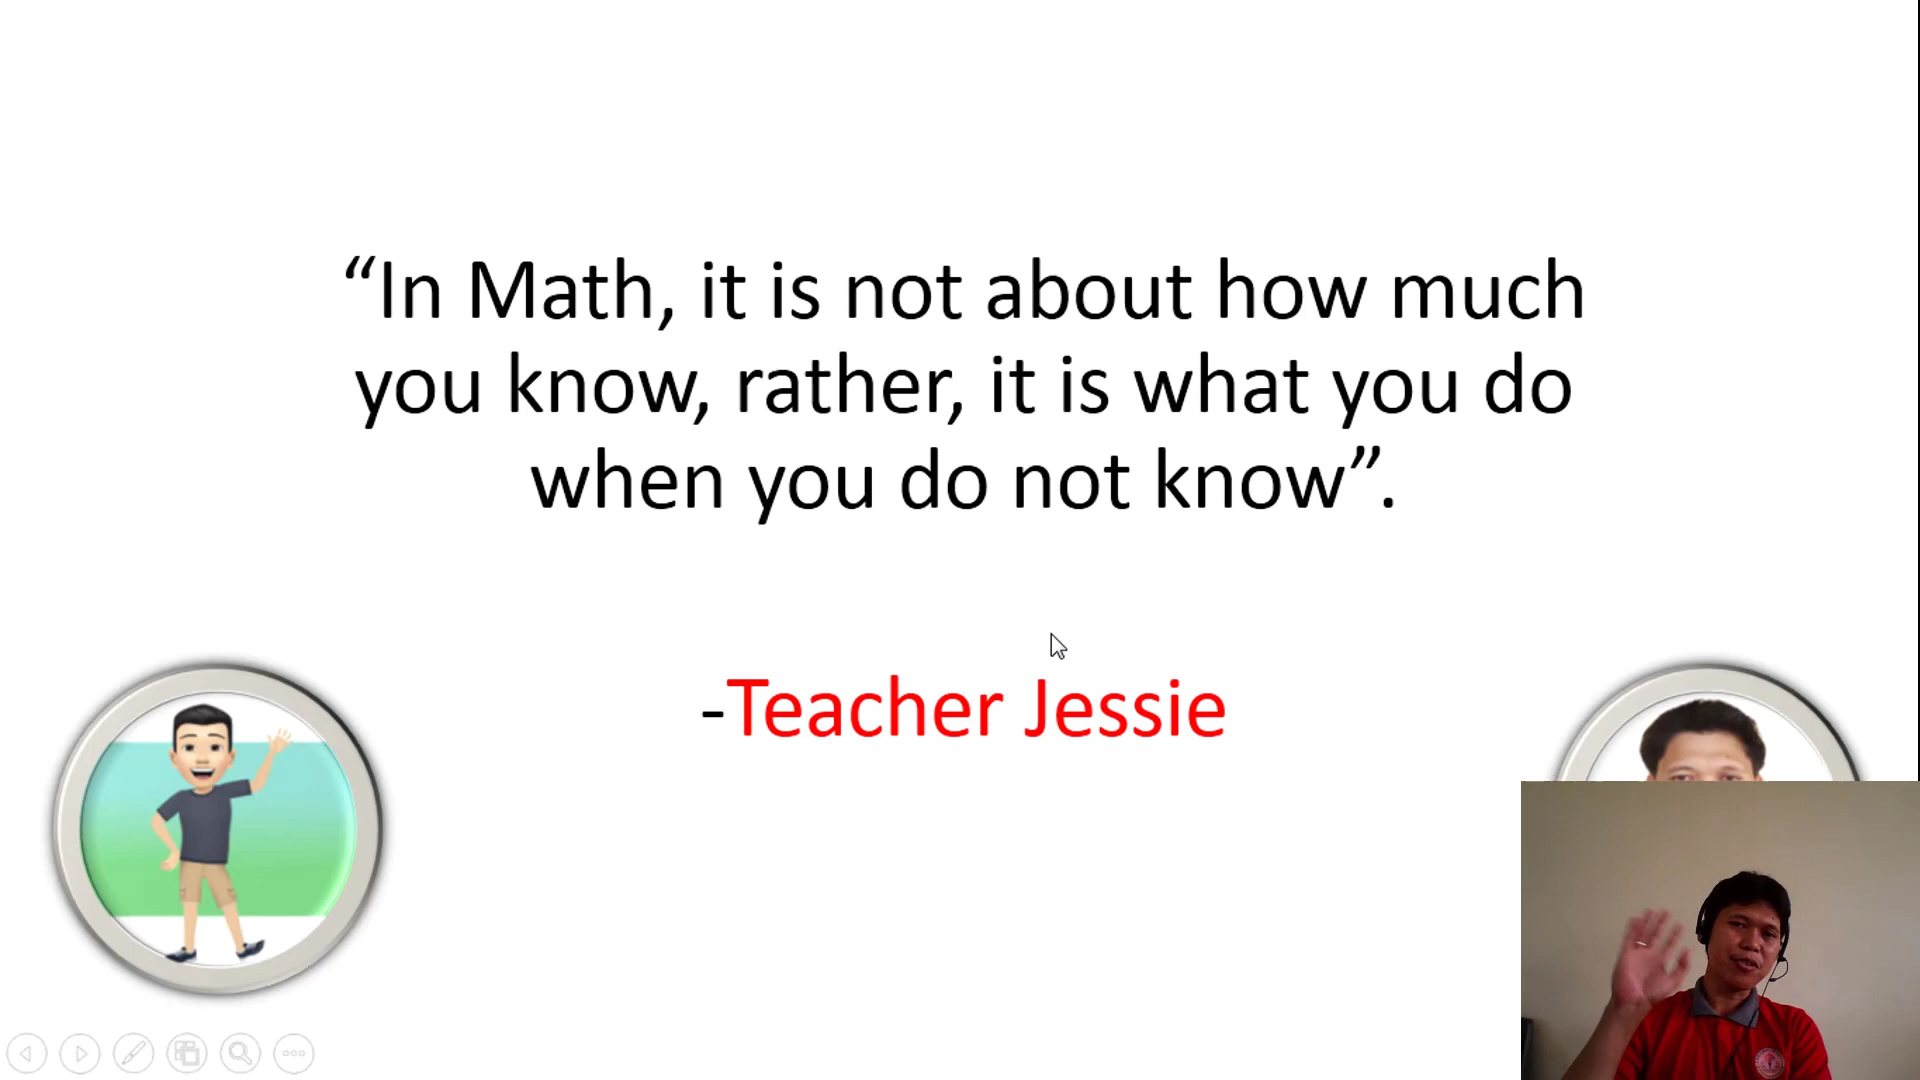 “In Math, it is not about how much
you know, rather, it is what you do
when you do not know”.
-Teacher Jessie